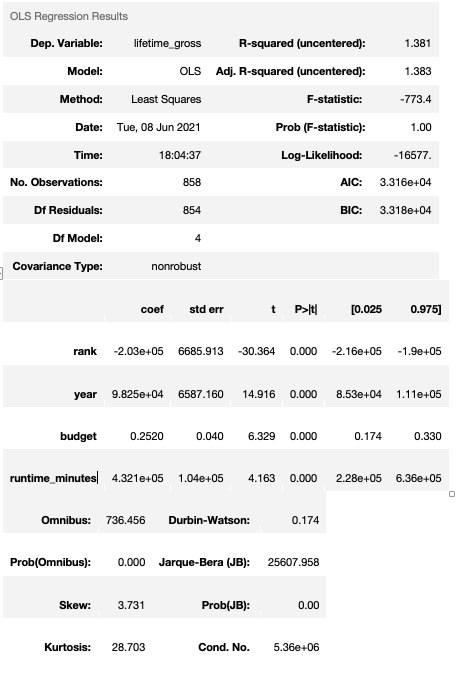 OLS Regression Results
Dep. Variable: lifetime_gross R-squared (uncentered): 1.381
Model: OLS Adj. R-squared (uncentered): 1.383
Method: Least Squares F-statistic: -773.4
Date: Tue, 08 Jun 2021 Prob (F-statistic): 1.00
Time: 18:04:37 Log-Likelihood: -16577.
No. Observations: 858 AIC: 3.316e+04
Df Residuals: 854 BIC: 3.318e+04
Df Model: 4
Covariance Type: nonrobust
coef std err t P>|t| [0.025 0.975]
rank -2.03e+05 6685.913 -30.364 0.000 -2.16e+05 -1.9e+05
year 9.825e+04 6587.160 14.916 0.000 8.53e+04 1.11e+05
budget 0.2520 0.040 6.329 0.000 0.174 0.330
runtime_minutes 4.321e+05 1.04e+05 4.163 0.000 2.28e+05 6.36e+05
Omnibus: 736.456 Durbin-Watson: 0.174
Prob(Omnibus): 0.000 Jarque-Bera (JB): 25607.958
Skew: 3.731 Prob(JB): 0.00
Kurtosis: 28.703 Cond. No. 5.36e+06